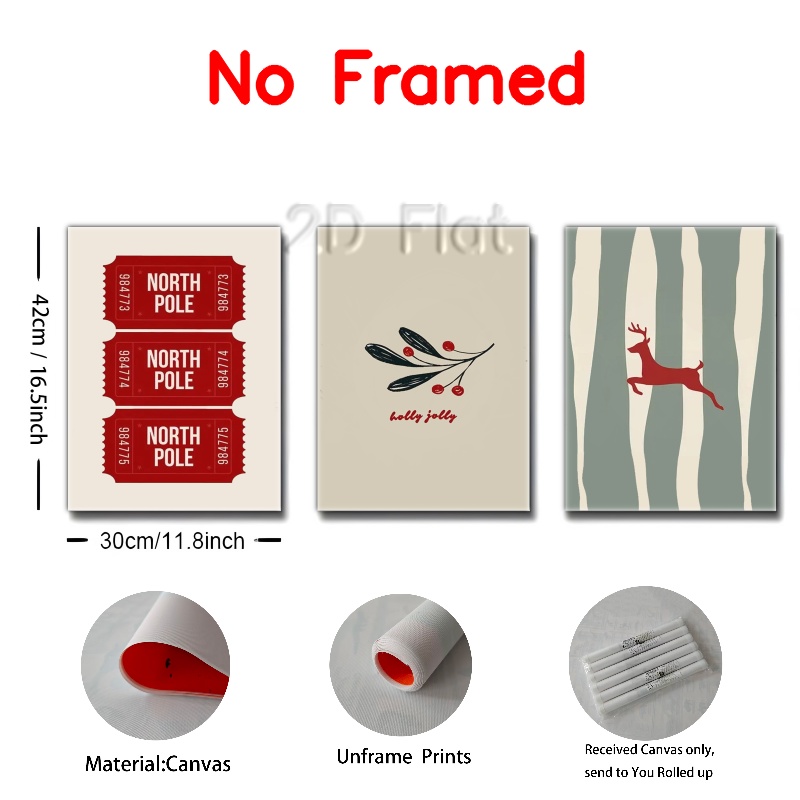 No Framed
2D Flat
42cm / 16.5inch
984773
NORTH
POLE
984773
984774
NORTH
POLE
984774
984775
NORTH
POLE
984775
holly jolly
30cm/11.8inch
Material:Canvas
Unframe Prints
Received Canvas only,
send to You Rolled up